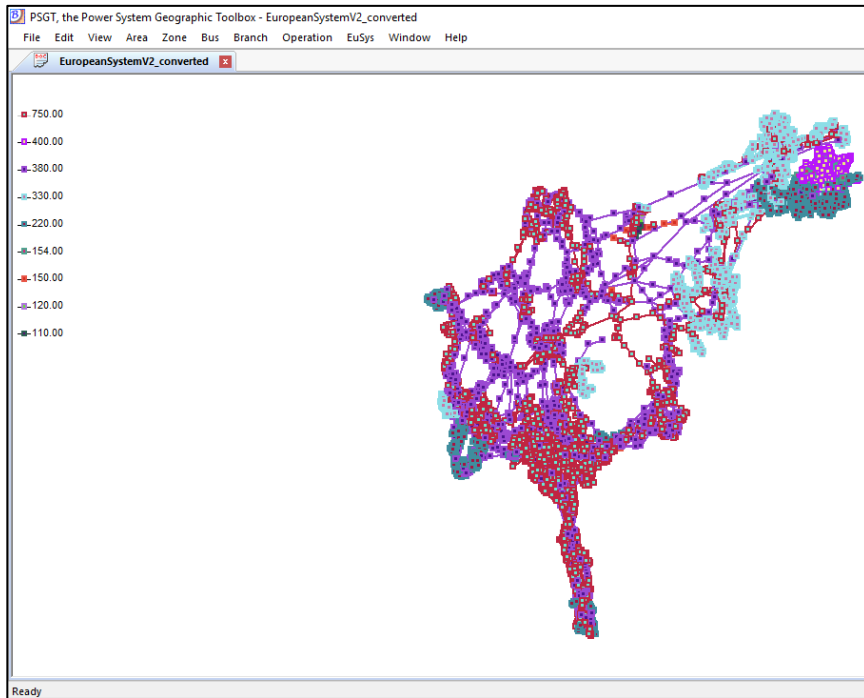 PSGT, the Power System Geographic Toolbox - EuropeanSystemV2_converted
File Edit View Area Zone Bus Branch Operation EuSys Window Help
EuropeanSystemV2_converted
750.00
400.00
380.00
330.00
220.00
154.00
150.00
120.00
110.00
Ready